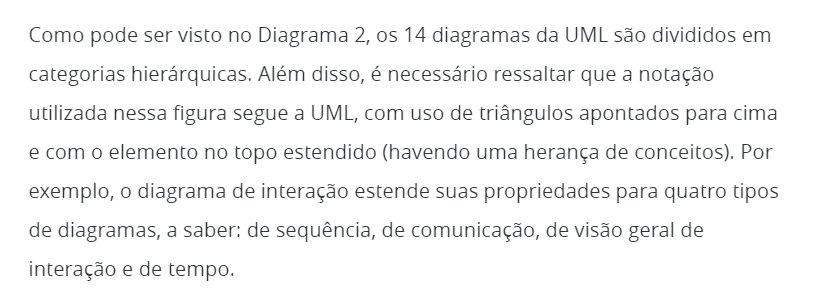 Como pode ser visto no Diagrama 2, os 14 diagramas da UML são divididos em
categorias hierárquicas. Além disso, é necessário ressaltar que a notação
utilizada nessa figura segue a UML, com uso de triângulos apontados para cima
e com o elemento no topo estendido (havendo uma herança de conceitos). Por
exemplo, o diagrama de interação estende suas propriedades para quatro tipos
de diagramas, a saber: de sequência, de comunicação, de visão geral de
interação e de tempo.